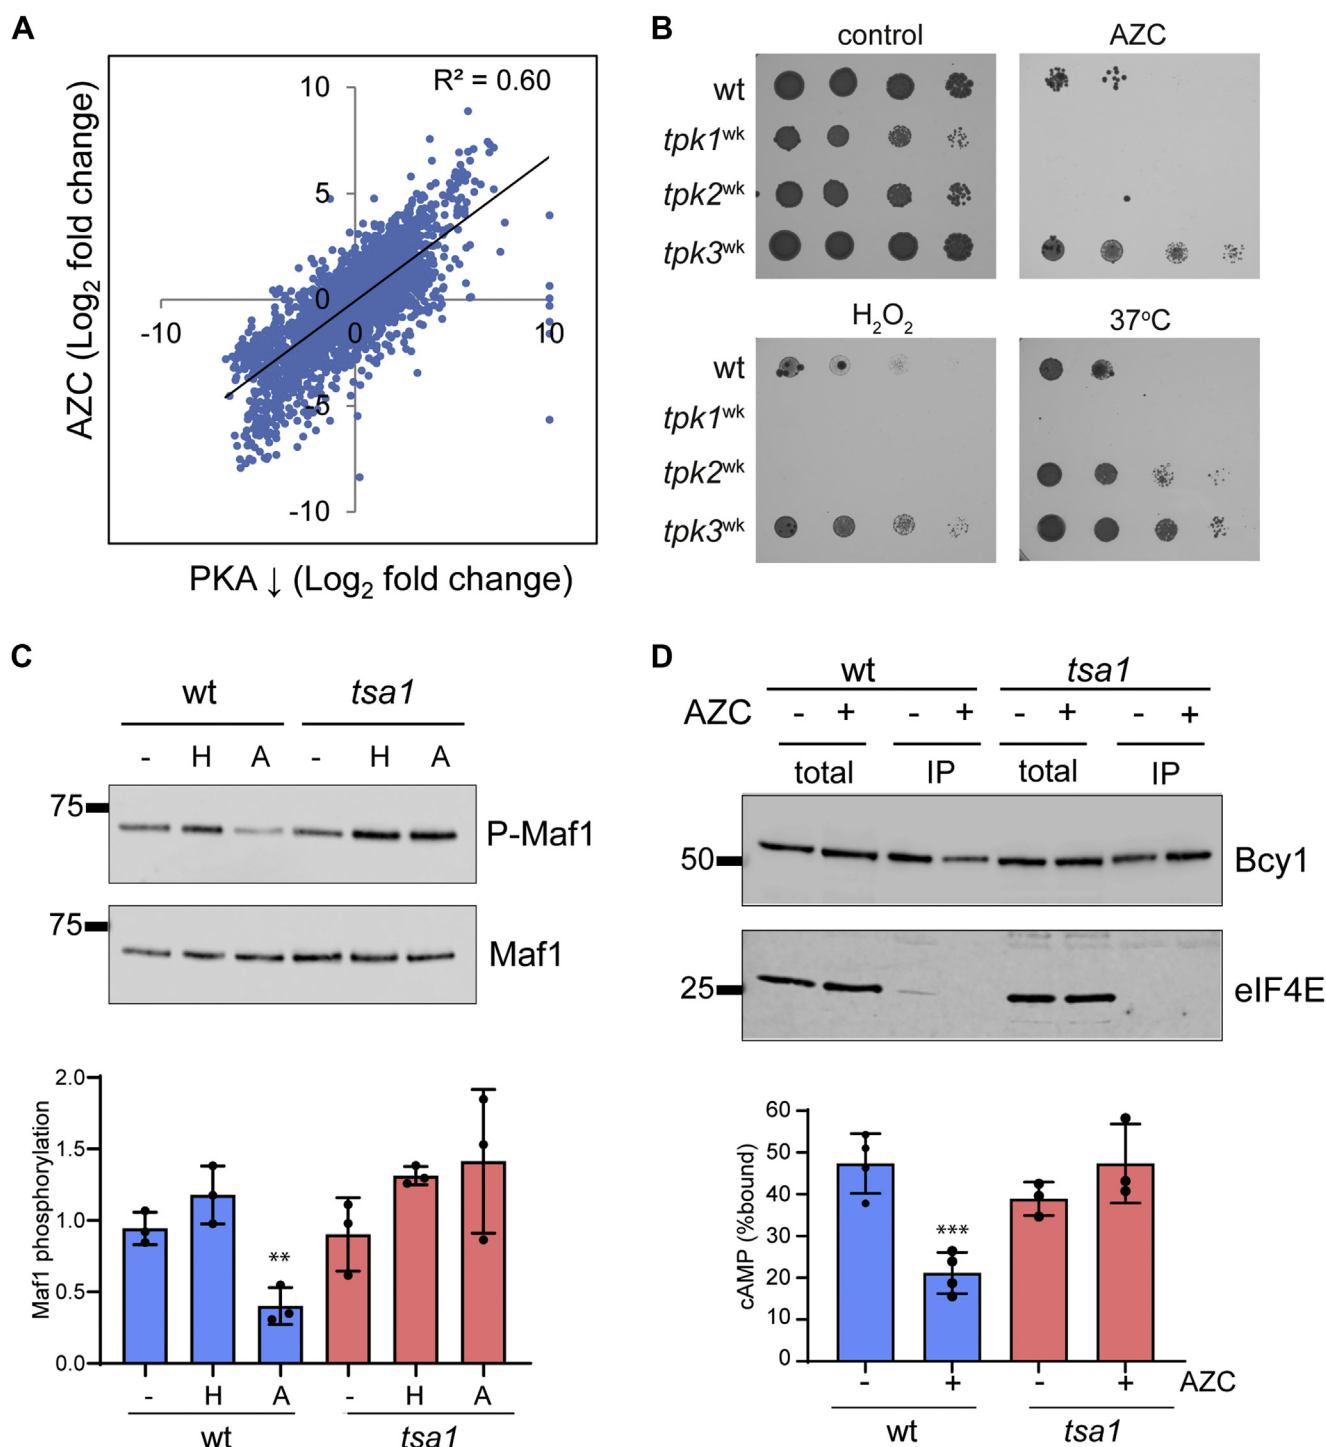 A
R² = 0.60
10
5
0
-10
0
10
-5
-10
AZC (Log₂ fold change)
PKA ↓ (Log₂ fold change)
B
control
AZC
wt
tpk1ʷᵏ
tpk2ʷᵏ
tpk3ʷᵏ
H₂O₂
37ᵒC
wt
tpk1ʷᵏ
tpk2ʷᵏ
tpk3ʷᵏ
C
wt
tsa1
- H A - H A
75
P-Maf1
75
Maf1
2.0
1.5
1.0
0.5
0.0
Maf1 phosphorylation
**
- H A - H A
wt
tsa1
D
wt
tsa1
AZC - + - + - + - +
total IP total IP
50
Bcy1
25
eIF4E
60
50
40
30
20
10
0
cAMP (%bound)
***
- + - + AZC
wt
tsa1